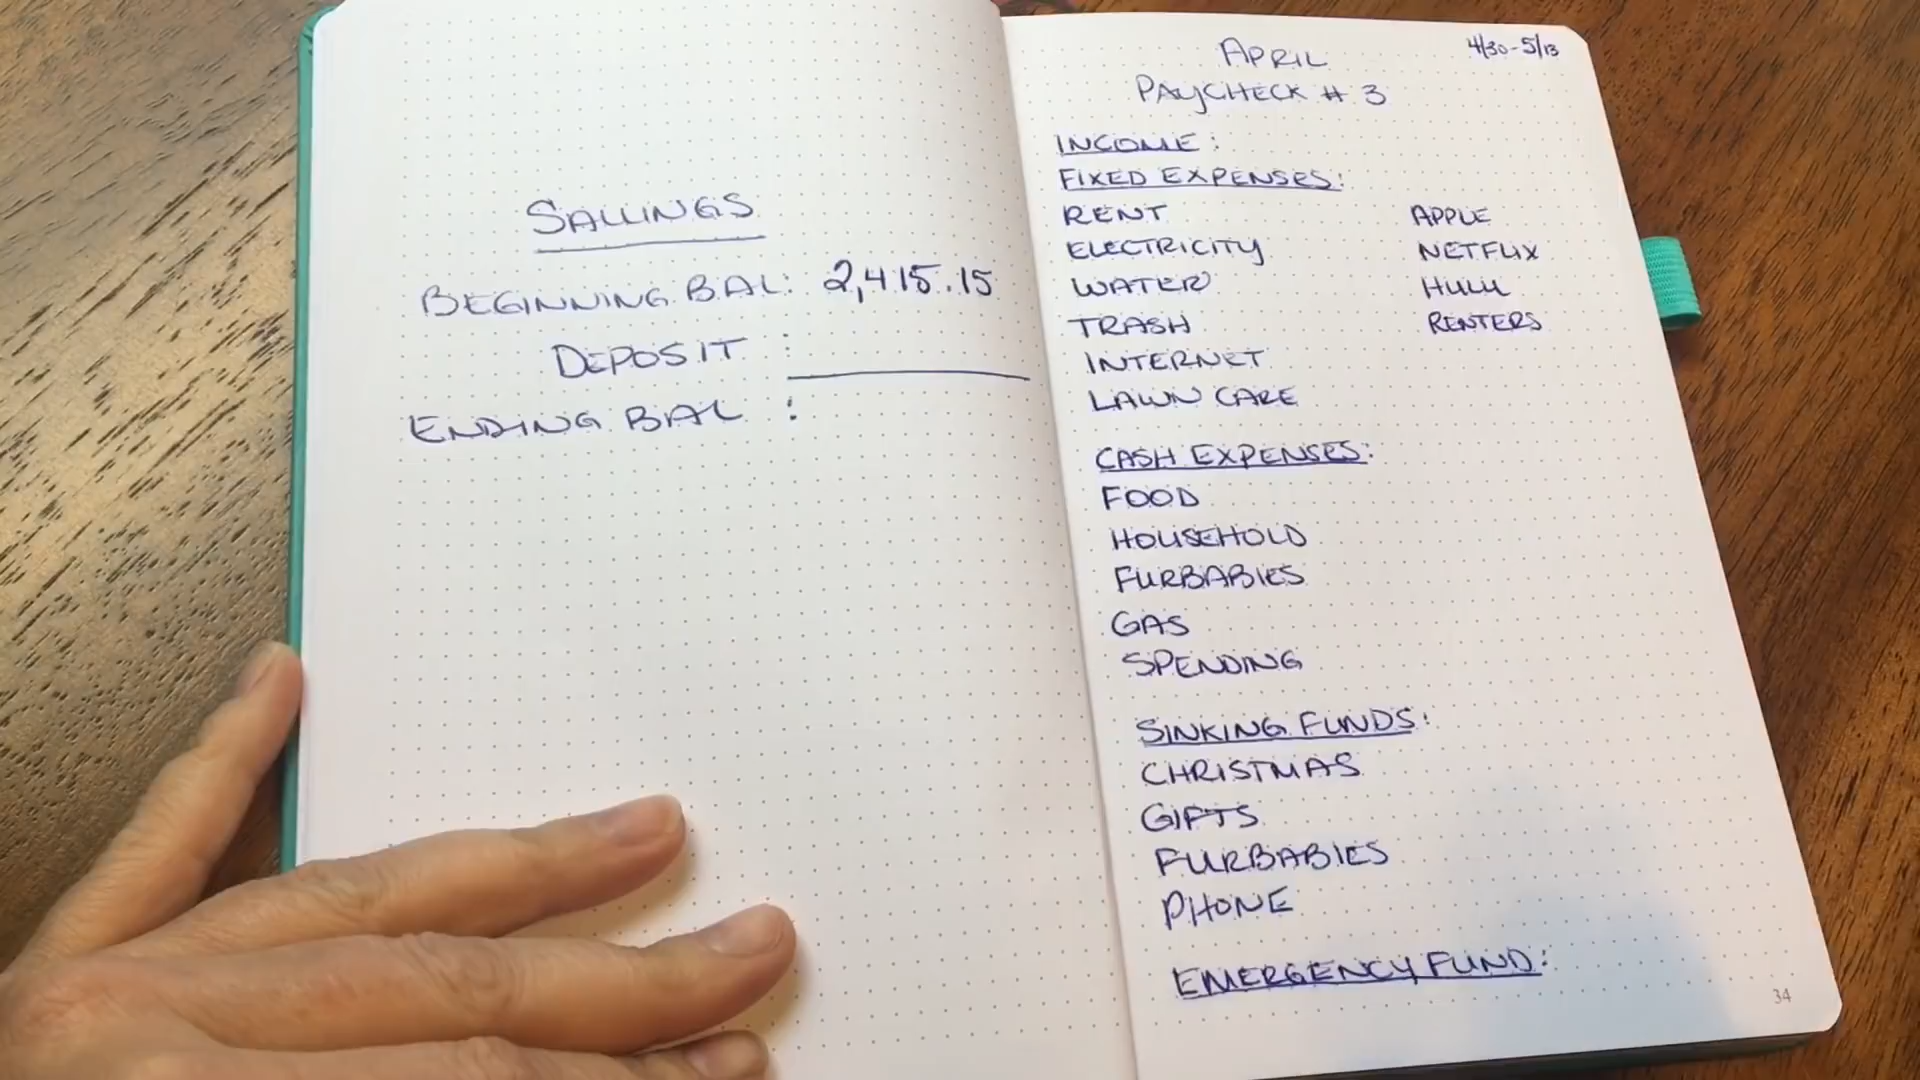 SAVINGS
BEGINNING BAL: 2,415.15
DEPOSIT :
ENDING BAL :
APRIL 4/30-5/13
PAYCHECK # 3
INCOME:
FIXED EXPENSES:
RENT APPLE
ELECTRICITY NETFLIX
WATER HULU
TRASH RENTERS
INTERNET
LAWN CARE
CASH EXPENSES:
FOOD
HOUSEHOLD
FURBABIES
GAS
SPENDING
SINKING FUNDS:
CHRISTMAS
GIFTS
FURBABIES
PHONE
EMERGENCY FUND:
34